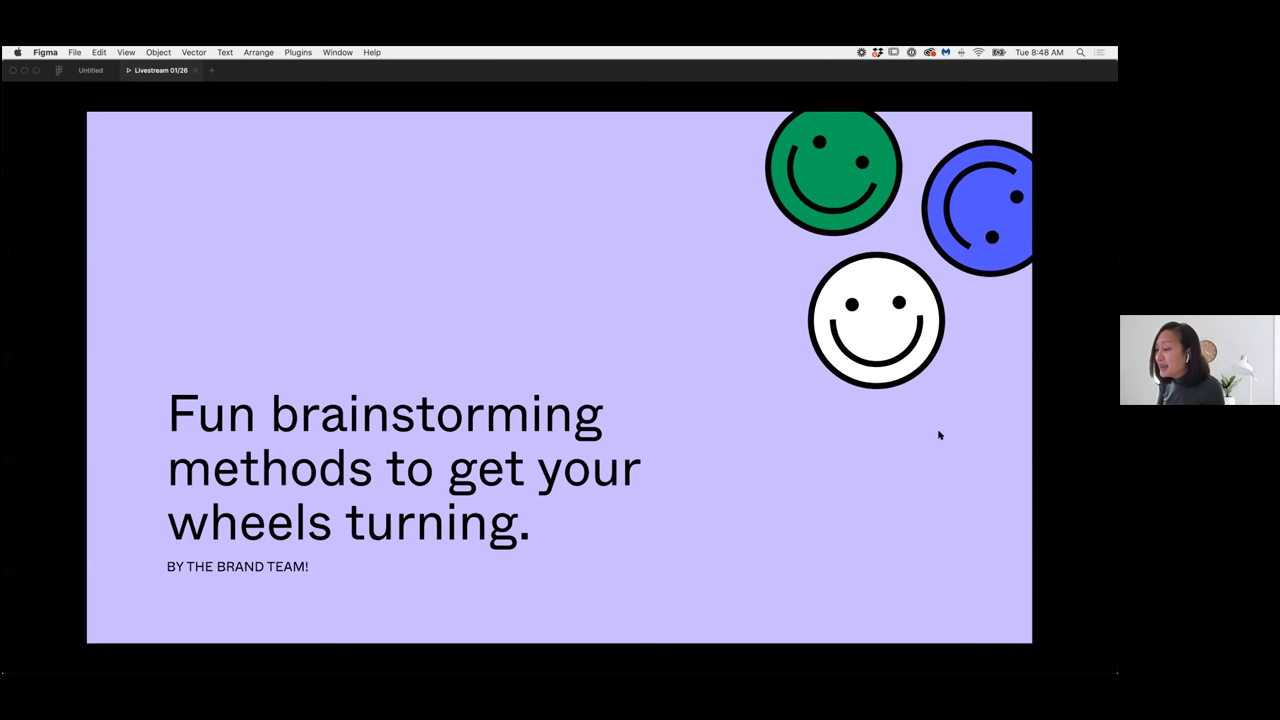 Figma File Edit View Object Vector Text Arrange Plugins Window Help Tue 8:48 AM
Untitled Livestream 01/26
Fun brainstorming
methods to get your
wheels turning.
BY THE BRAND TEAM!